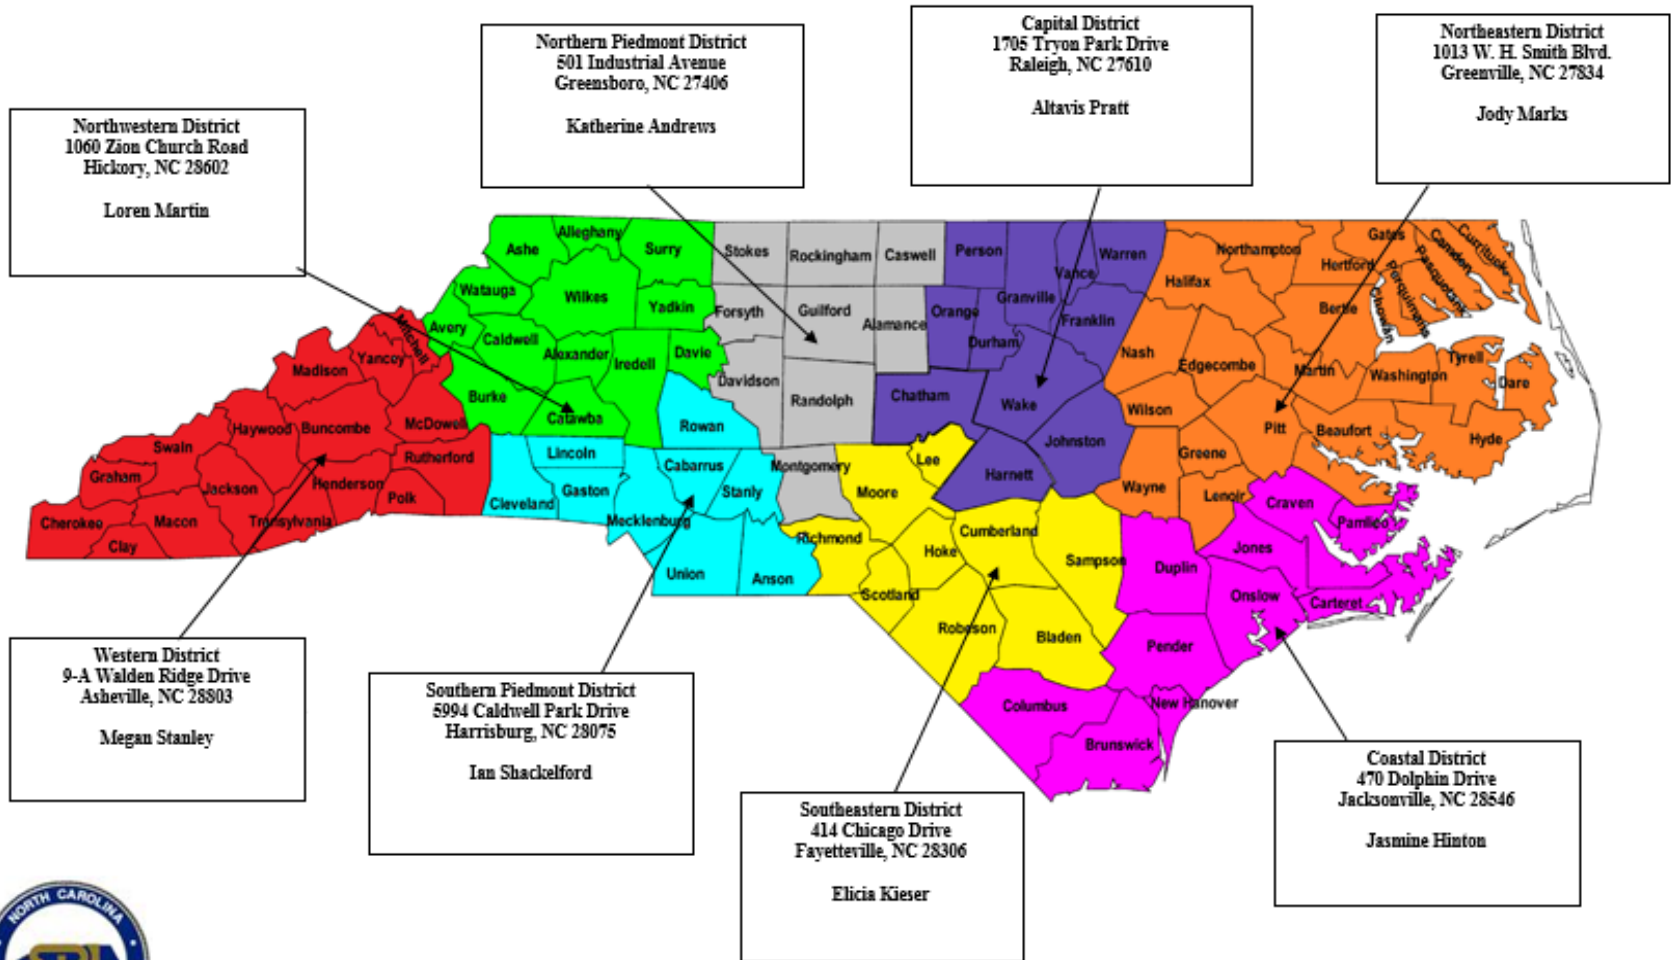 Capital District
1705 Tryon Park Drive
Raleigh, NC 27610
Altavis Pratt
Northeastern District
1013 W. H. Smith Blvd.
Greenville, NC 27834
Jody Marks
Northern Piedmont District
501 Industrial Avenue
Greensboro, NC 27406
Katherine Andrews
Northwestern District
1060 Zion Church Road
Hickory, NC 28602
Loren Martin
Ashe
Alleghany
Surry
Stokes
Rockingham
Caswell
Person
Granville
Vance
Warren
Northampton
Gates
Hertford
Camden
Currituck
Pasquotank
Perquimans
Chowan
Halifax
Bertie
Watauga
Wilkes
Yadkin
Forsyth
Guilford
Alamance
Orange
Durham
Franklin
Nash
Edgecombe
Martin
Washington
Tyrell
Dare
Mitchell
Avery
Caldwell
Alexander
Iredell
Davie
Davidson
Randolph
Chatham
Wake
Johnston
Wilson
Pitt
Beaufort
Hyde
Madison
Yancey
Burke
Catawba
Rowan
McDowell
Buncombe
Haywood
Swain
Graham
Jackson
Henderson
Rutherford
Polk
Cherokee
Macon
Clay
Transylvania
Lincoln
Cleveland
Gaston
Cabarrus
Stanly
Mecklenburg
Union
Anson
Montgomery
Moore
Lee
Harnett
Wayne
Greene
Lenoir
Craven
Pamlico
Jones
Richmond
Hoke
Cumberland
Sampson
Duplin
Onslow
Carteret
Scotland
Robeson
Bladen
Pender
Columbus
New Hanover
Brunswick
Western District
9-A Walden Ridge Drive
Asheville, NC 28803
Megan Stanley
Southern Piedmont District
5994 Caldwell Park Drive
Harrisburg, NC 28075
Ian Shackelford
Southeastern District
414 Chicago Drive
Fayetteville, NC 28306
Elicia Kieser
Coastal District
470 Dolphin Drive
Jacksonville, NC 28546
Jasmine Hinton
NORTH CAROLINA